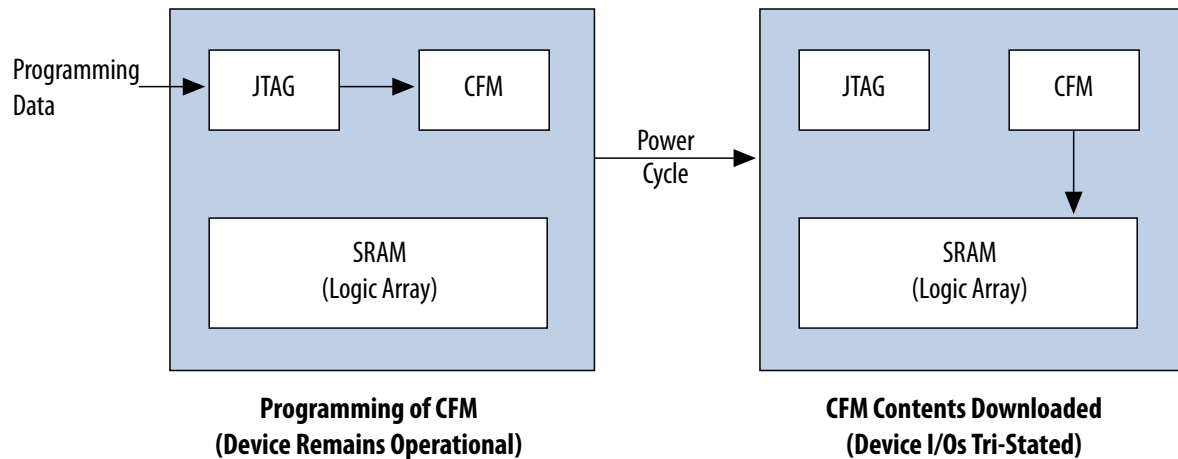 Programming
Data
JTAG
CFM
SRAM
(Logic Array)
Programming of CFM
(Device Remains Operational)
Power
Cycle
JTAG
CFM
SRAM
(Logic Array)
CFM Contents Downloaded
(Device I/Os Tri-Stated)